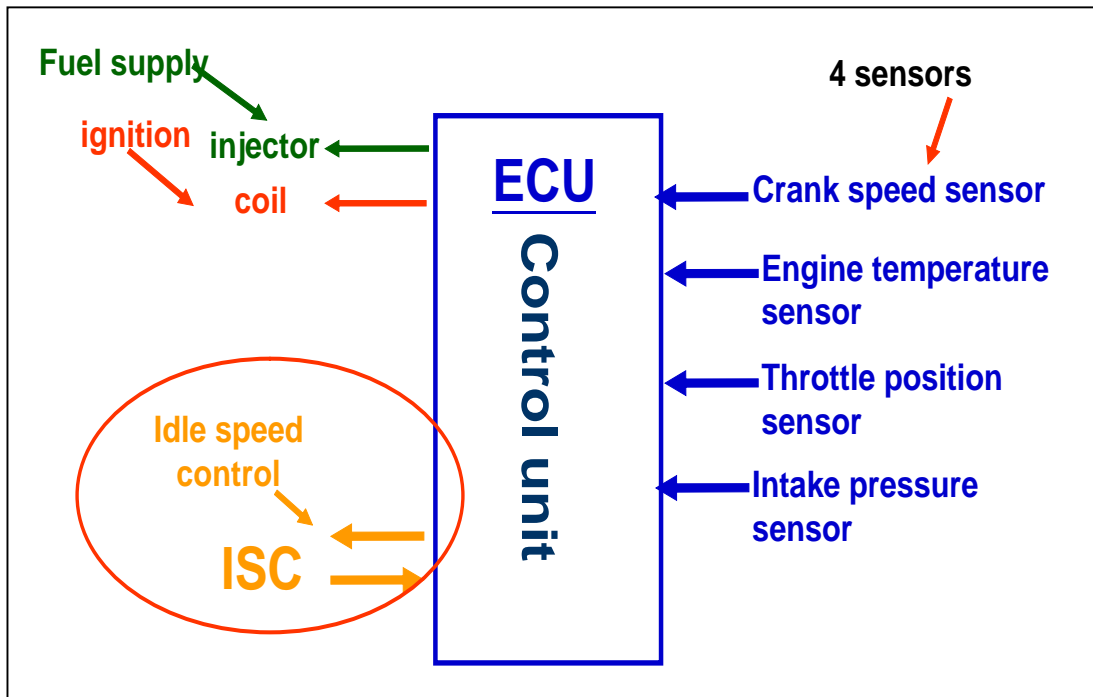 Fuel supply
ignition
injector
coil
Idle speed
control
ISC
ECU
Control unit
4 sensors
Crank speed sensor
Engine temperature
sensor
Throttle position
sensor
Intake pressure
sensor